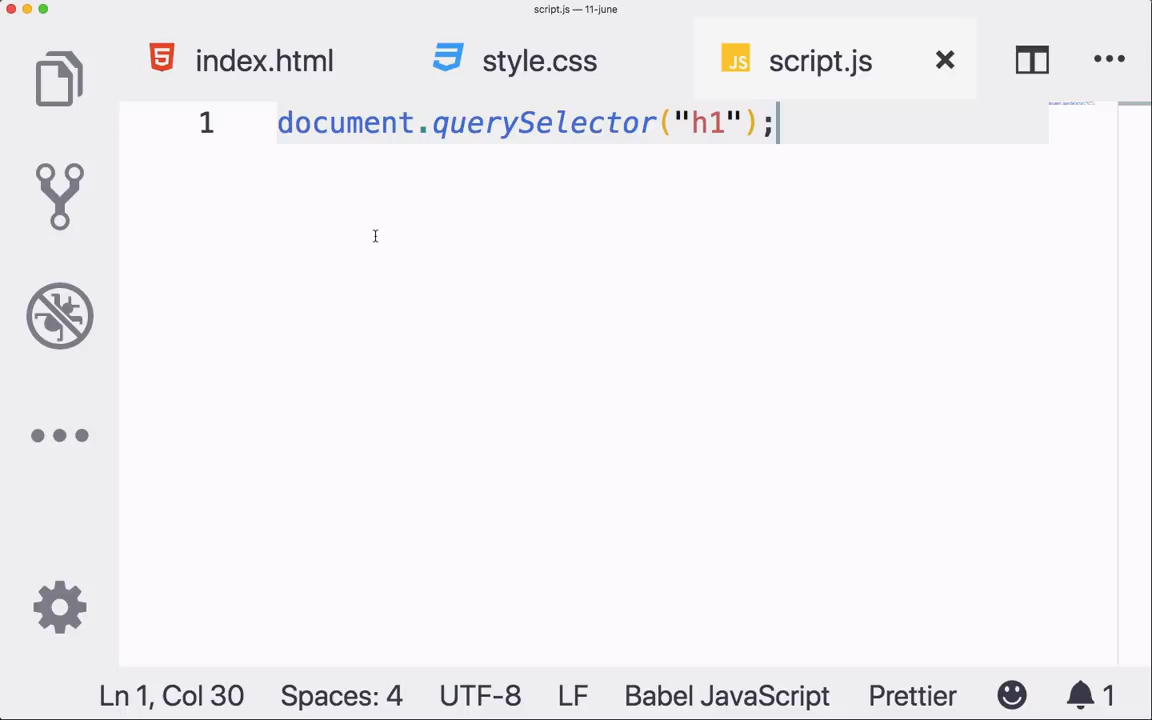 script.js — 11-june
index.html
style.css
JS script.js
1 document.querySelector("h1");
Ln 1, Col 30 Spaces: 4 UTF-8 LF Babel JavaScript Prettier 1